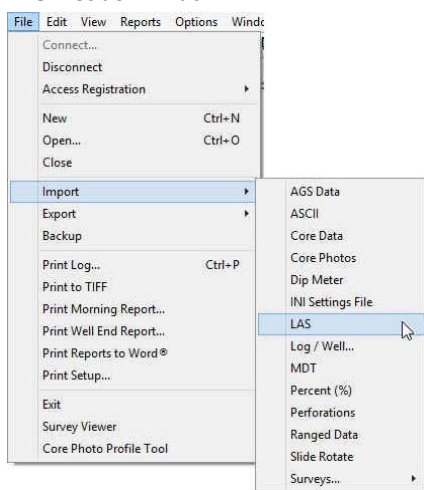 File Edit View Reports Options
Connect...
Disconnect
Access Registration
New Ctrl+N
Open... Ctrl+O
Close
Import
Export
Backup
Print Log... Ctrl+P
Print to TIFF
Print Morning Report...
Print Well End Report...
Print Reports to Word®
Print Setup...
Exit
Survey Viewer
Core Photo Profile Tool
AGS Data
ASCII
Core Data
Core Photos
Dip Meter
INI Settings File
LAS
Log / Well...
MDT
Percent (%)
Perforations
Ranged Data
Slide Rotate
Surveys...